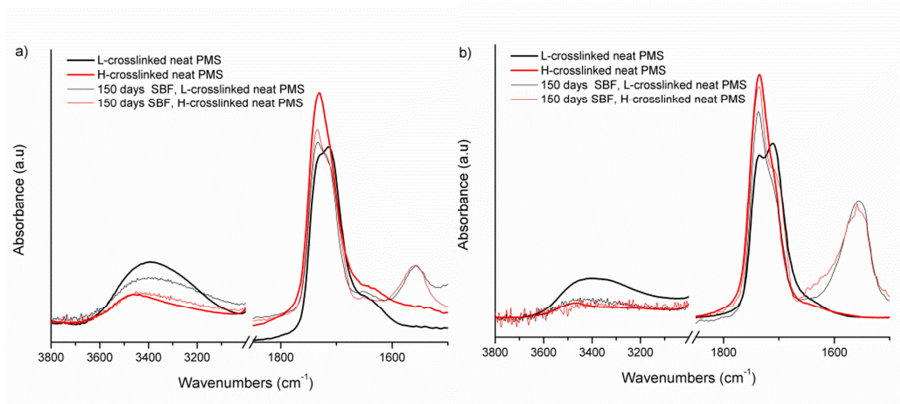 a)
L-crosslinked neat PMS
H-crosslinked neat PMS
150 days SBF, L-crosslinked neat PMS
150 days SBF, H-crosslinked neat PMS
Absorbance (a.u)
3800 3600 3400 3200 1800 1600
Wavenumbers (cm⁻¹)
b)
L-crosslinked neat PMS
H-crosslinked neat PMS
150 days SBF, L-crosslinked neat PMS
150 days SBF, H-crosslinked neat PMS
Absorbance (a.u)
3800 3600 3400 3200 1800 1600
Wavenumbers (cm⁻¹)